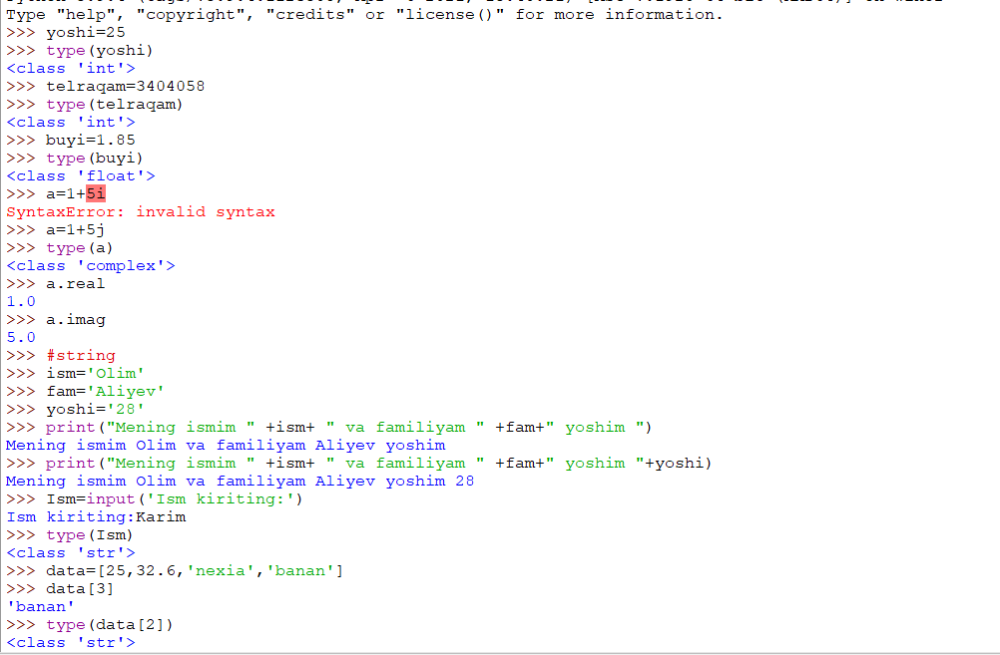 Type "help", "copyright", "credits" or "license()" for more information.
>>> yoshi=25
>>> type(yoshi)
<class 'int'>
>>> telraqam=3404058
>>> type(telraqam)
<class 'int'>
>>> buyi=1.85
>>> type(buyi)
<class 'float'>
>>> a=1+5i
SyntaxError: invalid syntax
>>> a=1+5j
>>> type(a)
<class 'complex'>
>>> a.real
1.0
>>> a.imag
5.0
>>> #string
>>> ism='Olim'
>>> fam='Aliyev'
>>> yoshi='28'
>>> print("Mening ismim " +ism+ " va familiyam " +fam+" yoshim ")
Mening ismim Olim va familiyam Aliyev yoshim
>>> print("Mening ismim " +ism+ " va familiyam " +fam+" yoshim "+yoshi)
Mening ismim Olim va familiyam Aliyev yoshim 28
>>> Ism=input('Ism kiriting:')
Ism kiriting:Karim
>>> type(Ism)
<class 'str'>
>>> data=[25,32.6,'nexia','banan']
>>> data[3]
'banan'
>>> type(data[2])
<class 'str'>